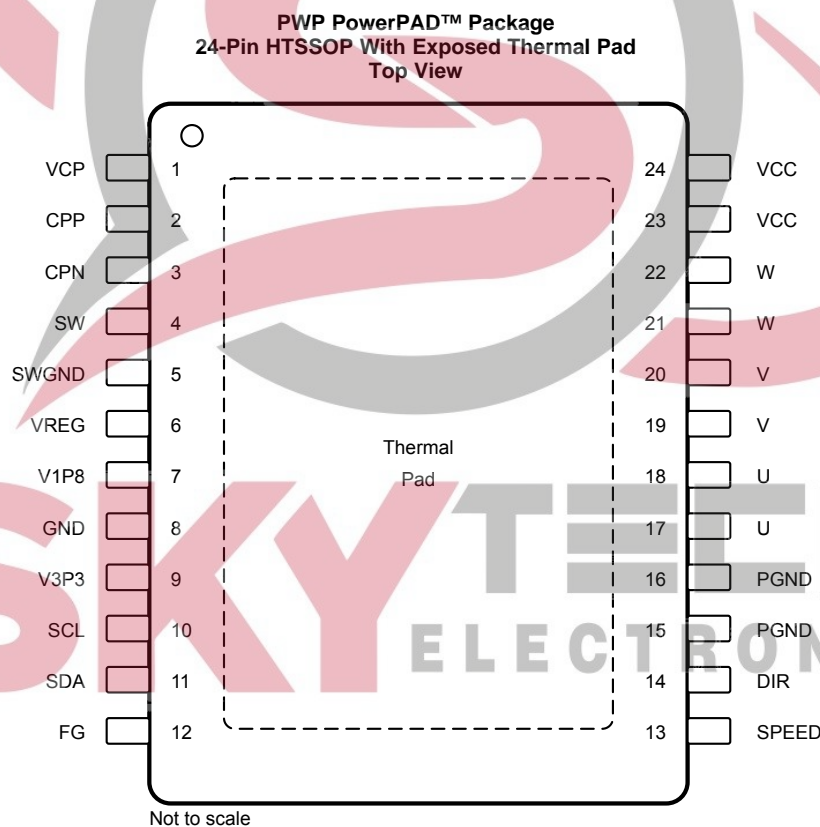 PWP PowerPAD™ Package
24-Pin HTSSOP With Exposed Thermal Pad
Top View
VCP 1 24 VCC
CPP 2 23 VCC
CPN 3 22 W
SW 4 21 W
SWGND 5 20 V
VREG 6 19 V
Thermal
Pad
V1P8 7 18 U
GND 8 17 U
V3P3 9 16 PGND
SCL 10 15 PGND
SDA 11 14 DIR
FG 12 13 SPEED
Not to scale
SKY
TEC
ELECTRON